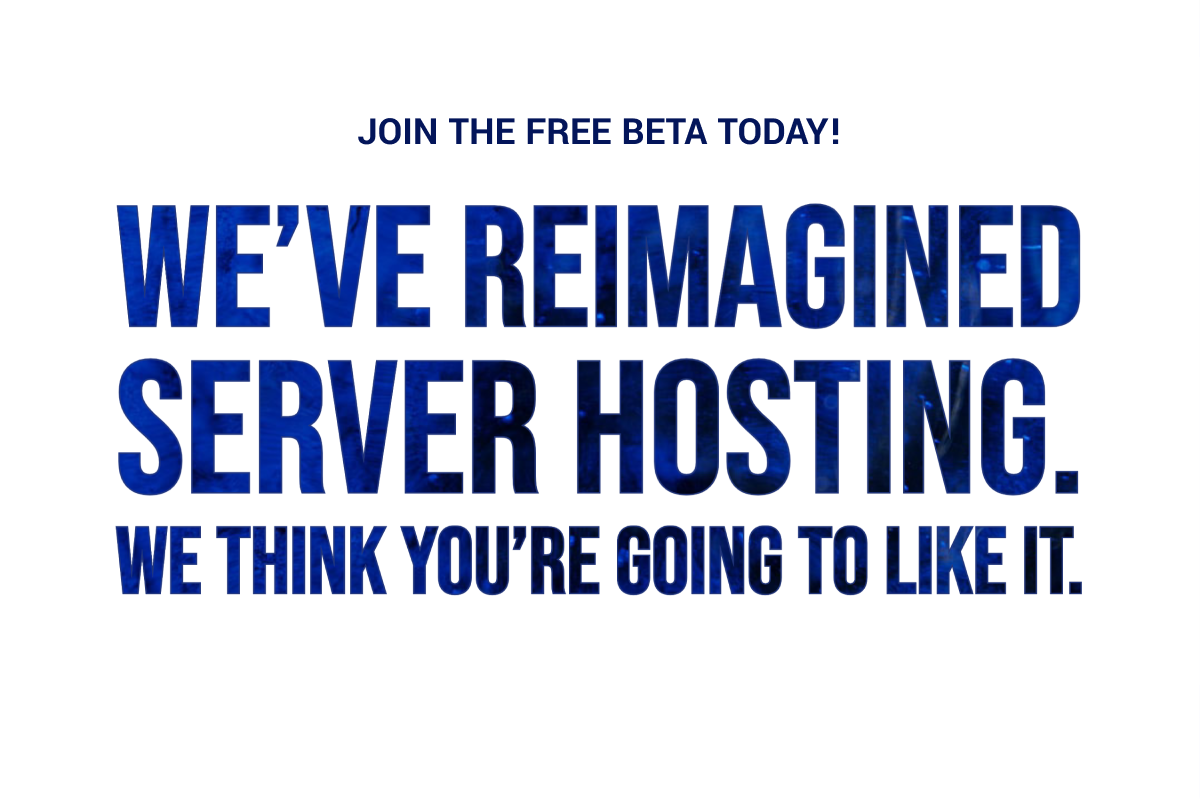 JOIN THE FREE BETA TODAY!
WE’VE REIMAGINED
SERVER HOSTING.
WE THINK YOU’RE GOING TO LIKE IT.